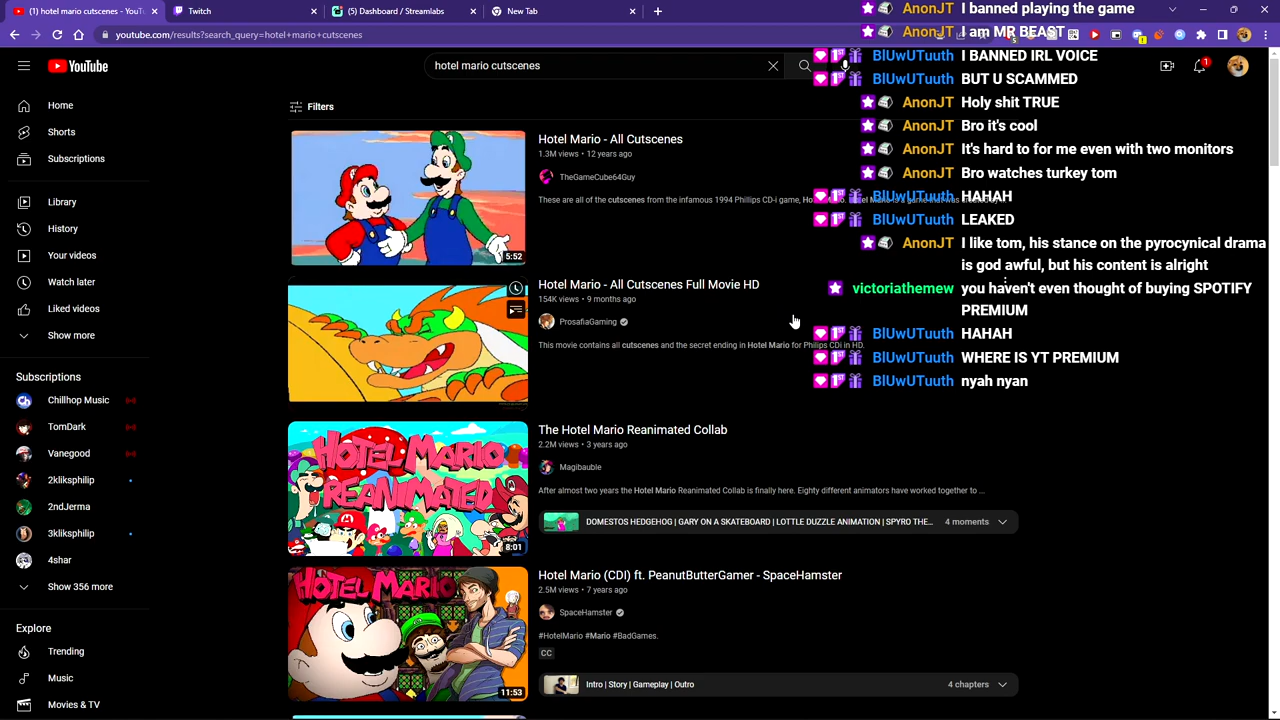 (1) hotel mario cutscenes - YouT
Twitch
(5) Dashboard / Streamlabs
New Tab
youtube.com/results?search_query=hotel+mario+cutscenes
YouTube
hotel mario cutscenes
1
Home
Shorts
Subscriptions
Library
History
Your videos
Watch later
Liked videos
Show more
Subscriptions
Chillhop Music
TomDark
Vanegood
2kliksphilip
2ndJerma
3kliksphilip
4shar
Show 356 more
Explore
Trending
Music
Movies & TV
Filters
Hotel Mario - All Cutscenes
1.3M views • 12 years ago
TheGameCube64Guy
These are all of the cutscenes from the infamous 1994 Phillips CD-i game,
5:52
Hotel Mario - All Cutscenes Full Movie HD
154K views • 9 months ago
ProsafiaGaming
This movie contains all cutscenes and the secret ending in Hotel Mario for Philips CDi in HD.
The Hotel Mario Reanimated Collab
2.2M views • 3 years ago
Magibauble
After almost two years the Hotel Mario Reanimated Collab is finally here. Eighty different animators have worked together to ...
DOMESTOS HEDGEHOG | GARY ON A SKATEBOARD | LOTTLE DUZZLE ANIMATION | SPYRO THE...
4 moments
HOTEL MARIO
REANIMATED
8:01
Hotel Mario (CDI) ft. PeanutButterGamer - SpaceHamster
2.5M views • 7 years ago
SpaceHamster
#HotelMario #Mario #BadGames.
CC
Intro | Story | Gameplay | Outro
4 chapters
HOTEL MARIO
11:53
AnonJT I banned playing the game
AnonJT I am MR BEAST
BlUwUTuuth I BANNED IRL VOICE
BlUwUTuuth BUT U SCAMMED
AnonJT Holy shit TRUE
AnonJT Bro it's cool
AnonJT It's hard to for me even with two monitors
AnonJT Bro watches turkey tom
BlUwUTuuth HAHAH
BlUwUTuuth LEAKED
AnonJT I like tom, his stance on the pyrocynical drama
is god awful, but his content is alright
victoriathemew you haven't even thought of buying SPOTIFY
PREMIUM
BlUwUTuuth HAHAH
BlUwUTuuth WHERE IS YT PREMIUM
BlUwUTuuth nyah nyan